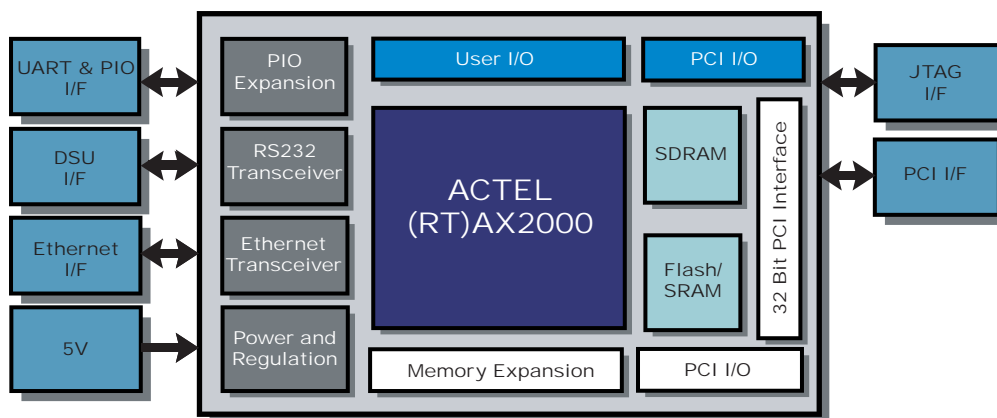 UART & PIO
I/F
DSU
I/F
Ethernet
I/F
5V
PIO
Expansion
RS232
Transceiver
Ethernet
Transceiver
Power and
Regulation
User I/O
PCI I/O
ACTEL
(RT)AX2000
SDRAM
Flash/
SRAM
32 Bit PCI Interface
Memory Expansion
PCI I/O
JTAG
I/F
PCI I/F